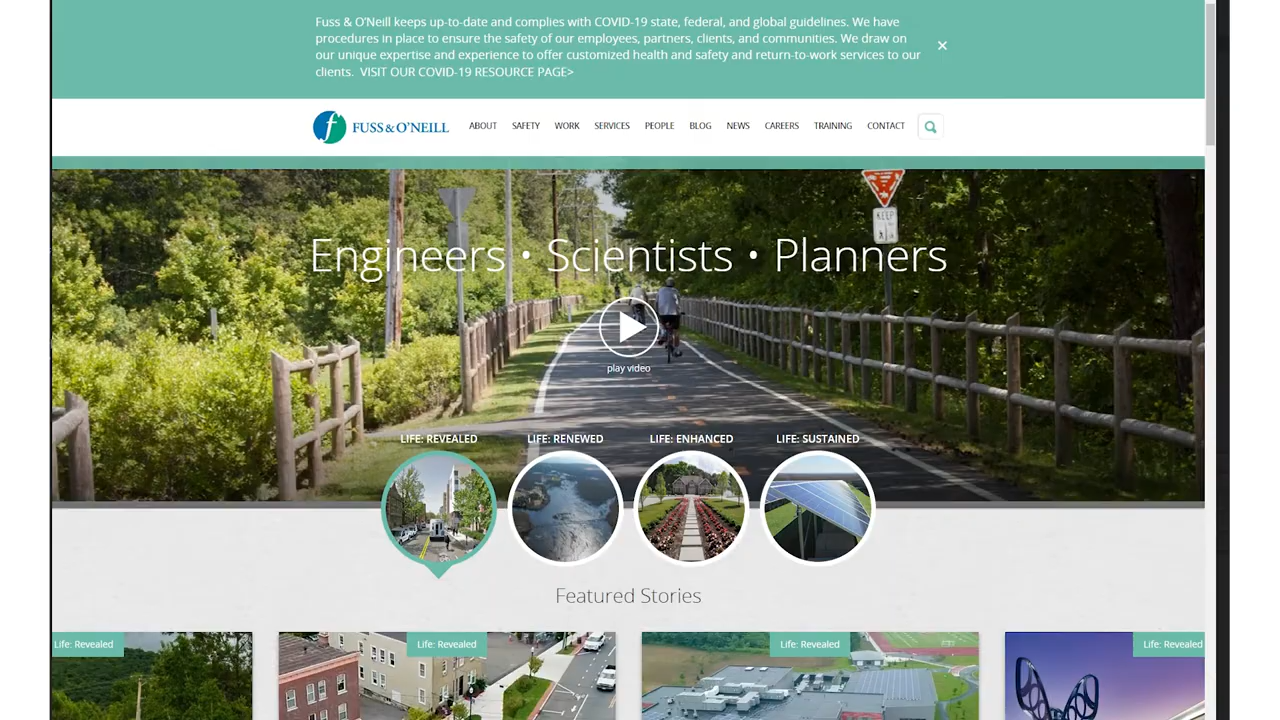 Fuss & O'Neill keeps up-to-date and complies with COVID-19 state, federal, and global guidelines. We have
procedures in place to ensure the safety of our employees, partners, clients, and communities. We draw on
our unique expertise and experience to offer customized health and safety and return-to-work services to our
clients. VISIT OUR COVID-19 RESOURCE PAGE>
f FUSS & O'NEILL ABOUT SAFETY WORK SERVICES PEOPLE BLOG NEWS CAREERS TRAINING CONTACT
KEEP
Engineers • Scientists • Planners
play video
LIFE: REVEALED LIFE: RENEWED LIFE: ENHANCED LIFE: SUSTAINED
Featured Stories
Life: Revealed Life: Revealed Life: Revealed Life: Revealed